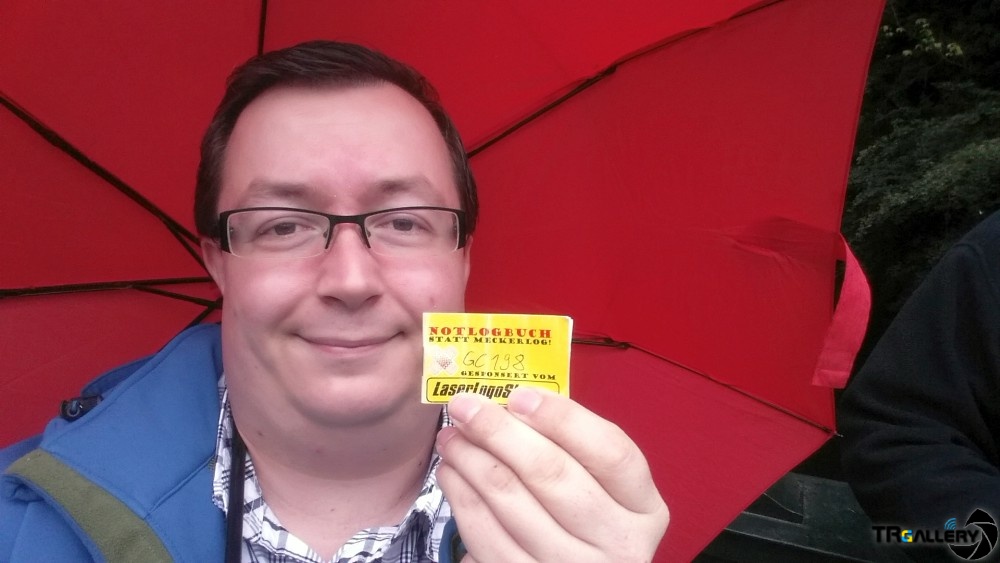 NOTLOGBUCH
STATT MECKERLOG!
GC198
GESPONSERT VOM
TRGALLERY